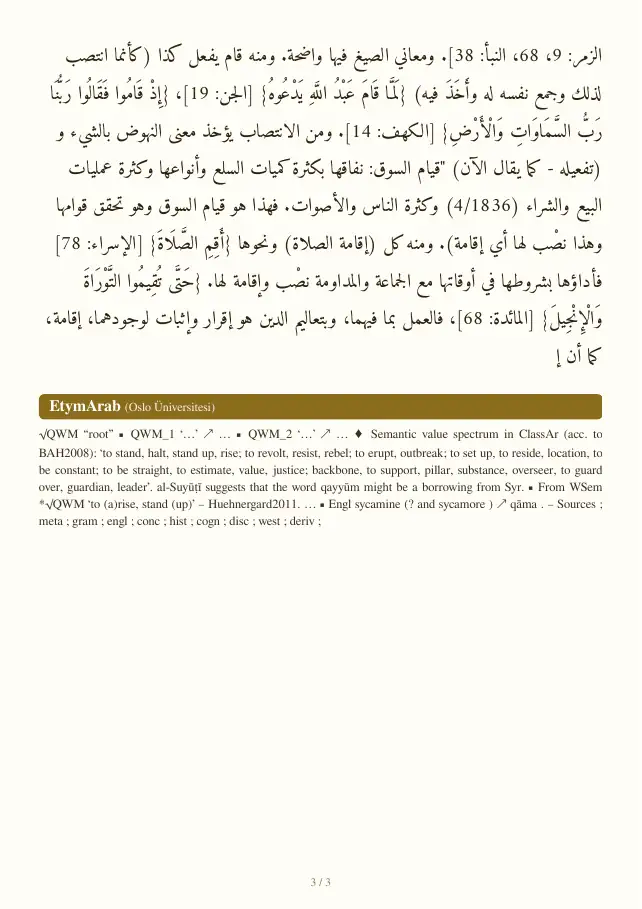 الزمر: 9، 68، النبأ: 38]. ومعاني الصيغ فيها واضحة. ومنه قام يفعل كذا (كأنما انتصب
لذلك وجمع نفسه له وأَخَذَ فيه) {لَمَّا قَامَ عَبْدُ اللَّهِ يَدْعُوهُ} [الجن: 19]، {إِذْ قَامُوا فَقَالُوا رَبُّنَا
رَبُّ السَّمَاوَاتِ وَالْأَرْضِ} [الكهف: 14]. ومن الانتصاب يؤخذ معنى النهوض بالشيء و
(تفعيله - كما يقال الآن) "قيام السوق: نفاقها بكثرة كميات السلع وأنواعها وكثرة عمليات
البيع والشراء (4/1836) وكثرة الناس والأصوات. فهذا هو قيام السوق وهو تحقق قوامها
وهذا نصْب لها أي إقامة). ومنه كل (إقامة الصلاة) ونحوها {أَقِمِ الصَّلَاةَ} [الإسراء: 78]
فأداؤها بشروطها في أوقاتها مع الجماعة والمداومة نصْب وإقامة لها. {حَتَّى تُقِيمُوا التَّوْرَاةَ
وَالْإِنْجِيلَ} [المائدة: 68]، فالعمل بما فيهما، وبتعاليم الدين هو إقرار وإثبات لوجودهما، إقامة،
كما أن إ
EtymArab (Oslo Üniversitesi)
√QWM “root” ▪ QWM_1 ‘…’ ↗ … ▪ QWM_2 ‘…’ ↗ … ♦ Semantic value spectrum in ClassAr (acc. to
BAH2008): ‘to stand, halt, stand up, rise; to revolt, resist, rebel; to erupt, outbreak; to set up, to reside, location, to
be constant; to be straight, to estimate, value, justice; backbone, to support, pillar, substance, overseer, to guard
over, guardian, leader’. al-Suyūṭī suggests that the word qayyūm might be a borrowing from Syr. ▪ From WSem
*√QWM ‘to (a)rise, stand (up)’ – Huehnergard2011. … ▪ Engl sycamine (? and sycamore ) ↗ qāma . – Sources ;
meta ; gram ; engl ; conc ; hist ; cogn ; disc ; west ; deriv ;
3 / 3